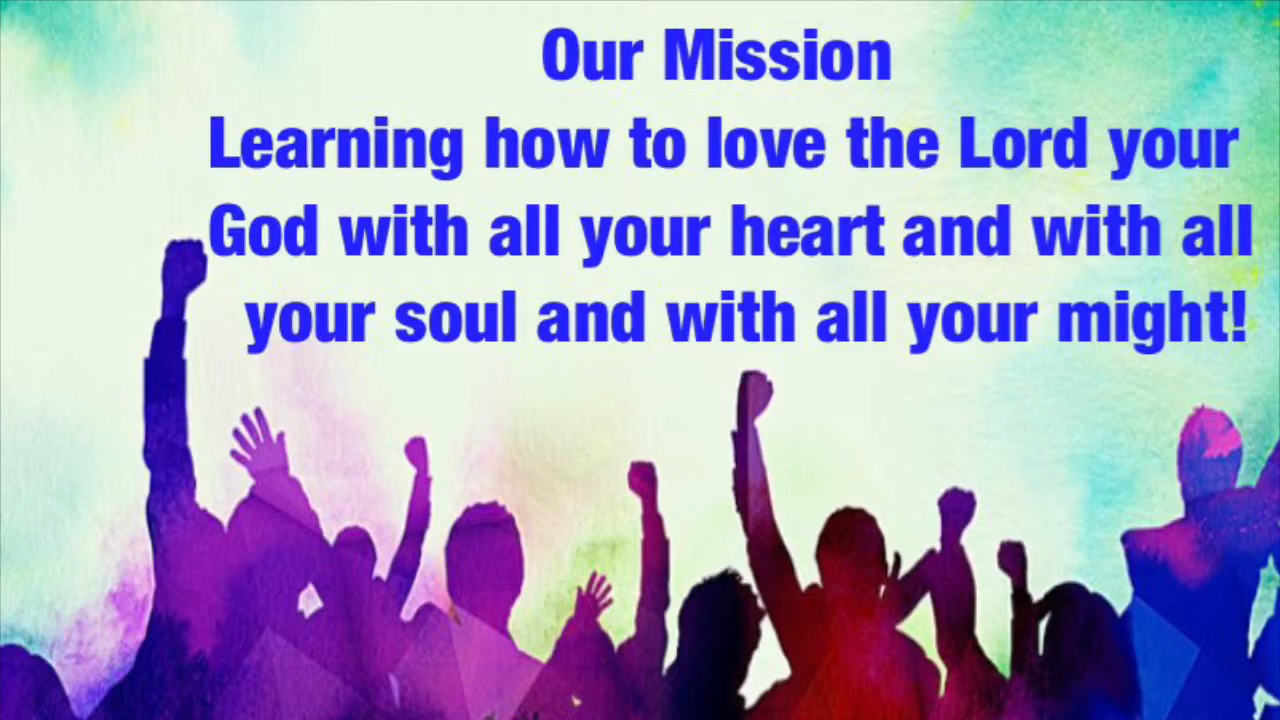 Our Mission
Learning how to love the Lord your
God with all your heart and with all
your soul and with all your might!